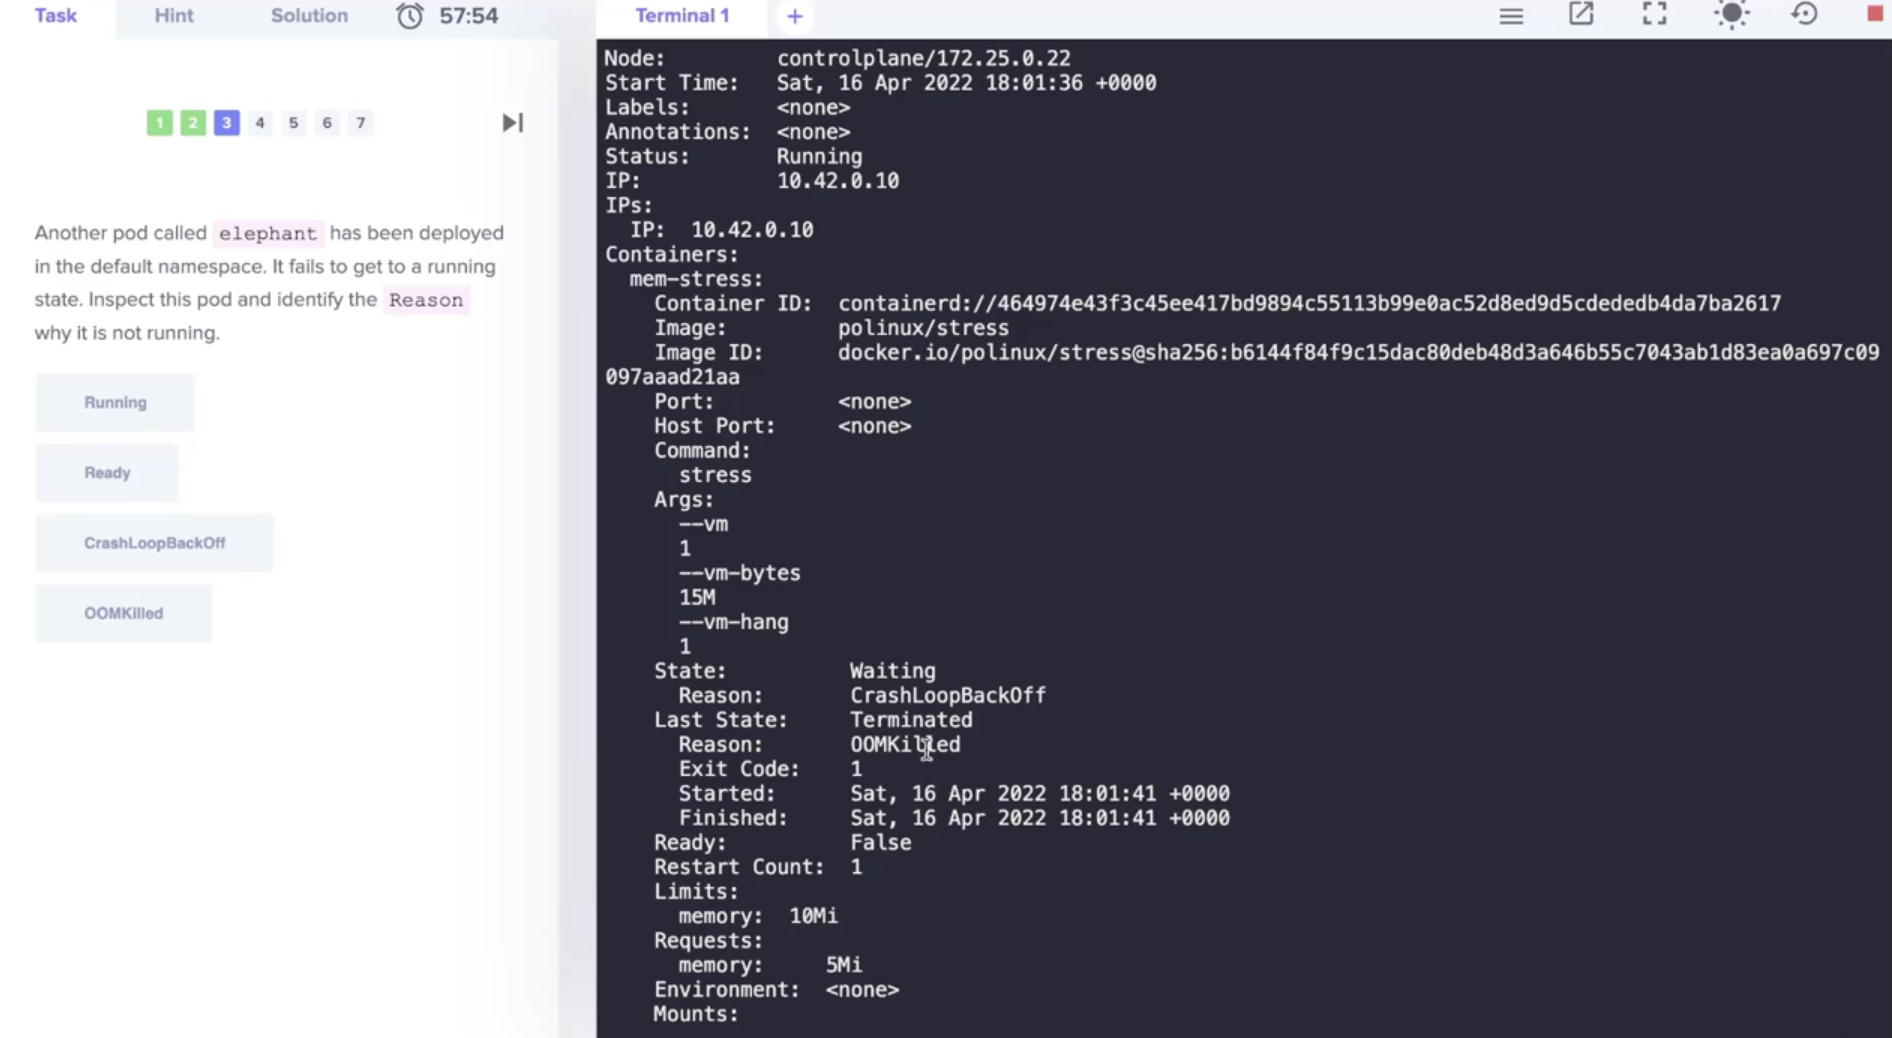 Task Hint Solution 57:54
1 2 3 4 5 6 7
Another pod called elephant has been deployed
in the default namespace. It fails to get to a running
state. Inspect this pod and identify the Reason
why it is not running.
Running
Ready
CrashLoopBackOff
OOMKilled
Terminal 1 +
Node: controlplane/172.25.0.22
Start Time: Sat, 16 Apr 2022 18:01:36 +0000
Labels: <none>
Annotations: <none>
Status: Running
IP: 10.42.0.10
IPs:
IP: 10.42.0.10
Containers:
mem-stress:
Container ID: containerd://464974e43f3c45ee417bd9894c55113b99e0ac52d8ed9d5cdededb4da7ba2617
Image: polinux/stress
Image ID: docker.io/polinux/stress@sha256:b6144f84f9c15dac80deb48d3a646b55c7043ab1d83ea0a697c09
097aaad21aa
Port: <none>
Host Port: <none>
Command:
stress
Args:
--vm
1
--vm-bytes
15M
--vm-hang
1
State: Waiting
Reason: CrashLoopBackOff
Last State: Terminated
Reason: OOMKilled
Exit Code: 1
Started: Sat, 16 Apr 2022 18:01:41 +0000
Finished: Sat, 16 Apr 2022 18:01:41 +0000
Ready: False
Restart Count: 1
Limits:
memory: 10Mi
Requests:
memory: 5Mi
Environment: <none>
Mounts: